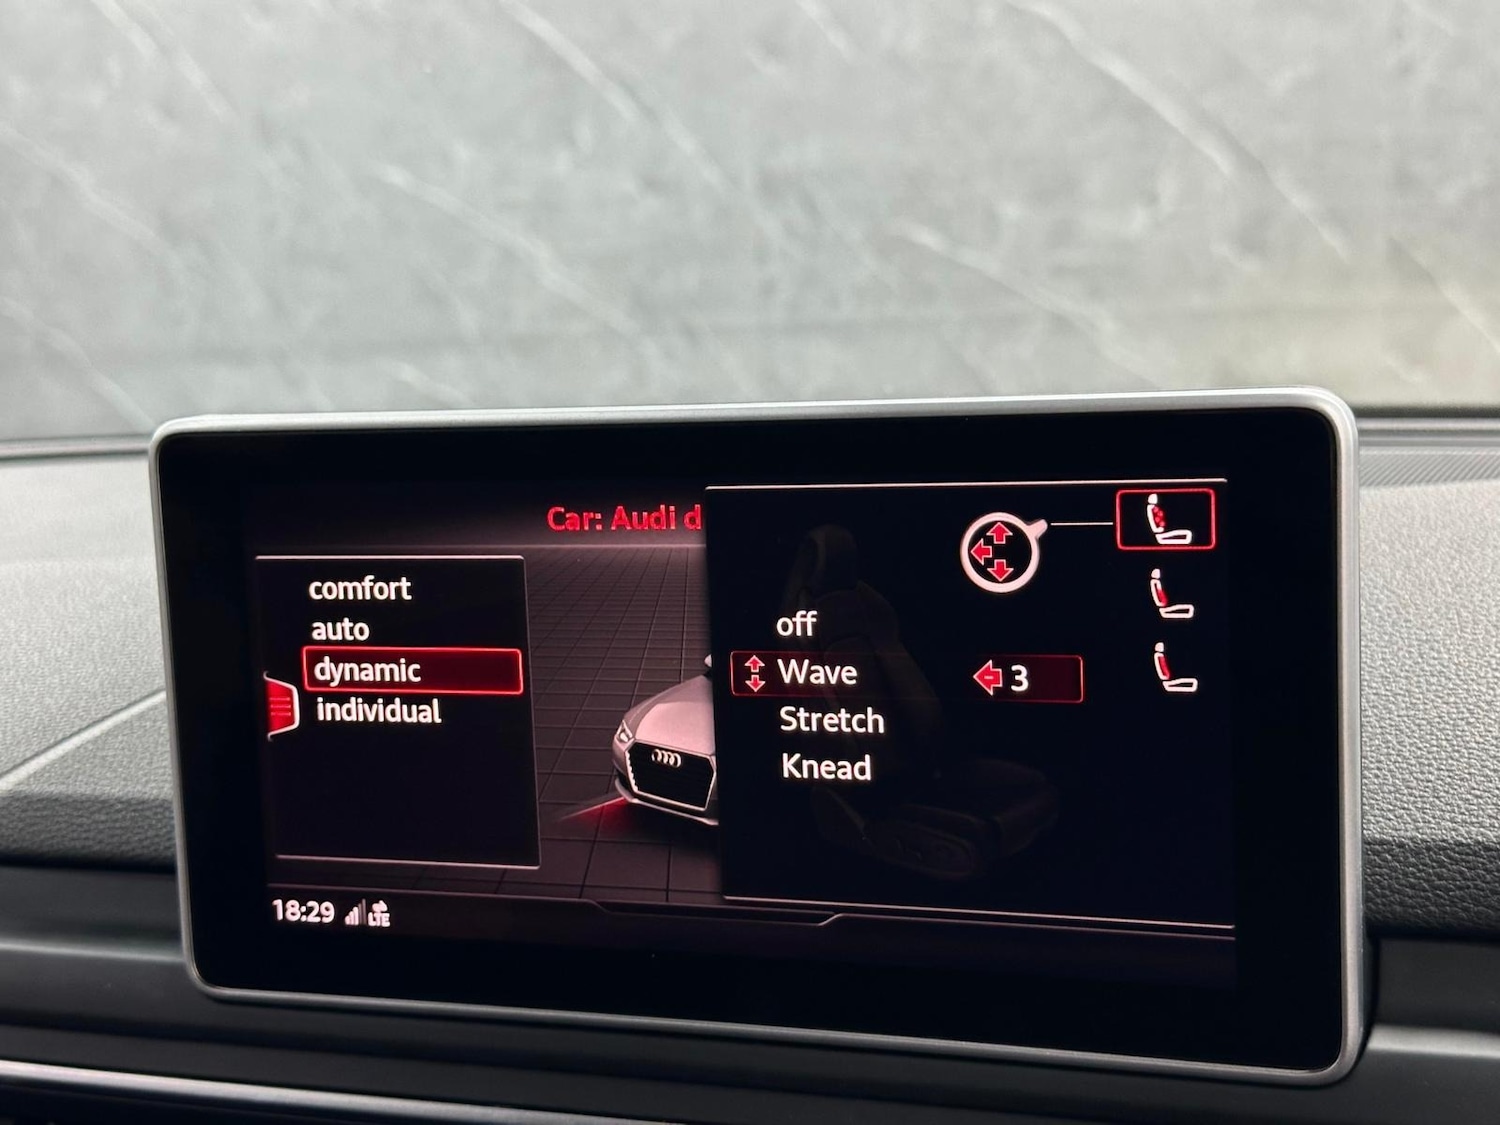 Car: Audi d
comfort
auto
dynamic
individual
off
Wave
3
Stretch
Knead
18:29 LTE